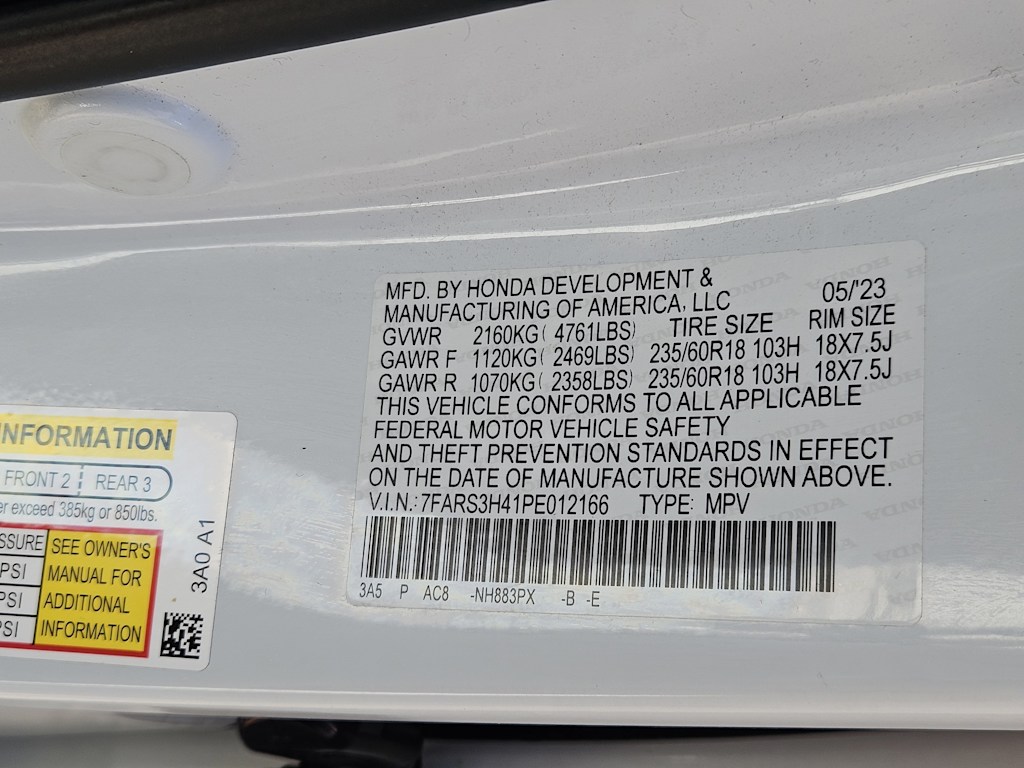 MFD. BY HONDA DEVELOPMENT &
MANUFACTURING OF AMERICA, LLC 05/'23
GVWR 2160KG( 4761LBS) TIRE SIZE RIM SIZE
GAWR F 1120KG( 2469LBS) 235/60R18 103H 18X7.5J
GAWR R 1070KG( 2358LBS) 235/60R18 103H 18X7.5J
THIS VEHICLE CONFORMS TO ALL APPLICABLE
FEDERAL MOTOR VEHICLE SAFETY
AND THEFT PREVENTION STANDARDS IN EFFECT
ON THE DATE OF MANUFACTURE SHOWN ABOVE.
V.I.N.:7FARS3H41PE012166 TYPE: MPV
3A5 P AC8 -NH883PX -B -E
INFORMATION
FRONT 2 REAR 3
er exceed 385kg or 850lbs.
SSURE
PSI
PSI
PSI
SEE OWNER'S
MANUAL FOR
ADDITIONAL
INFORMATION
3A0 A1